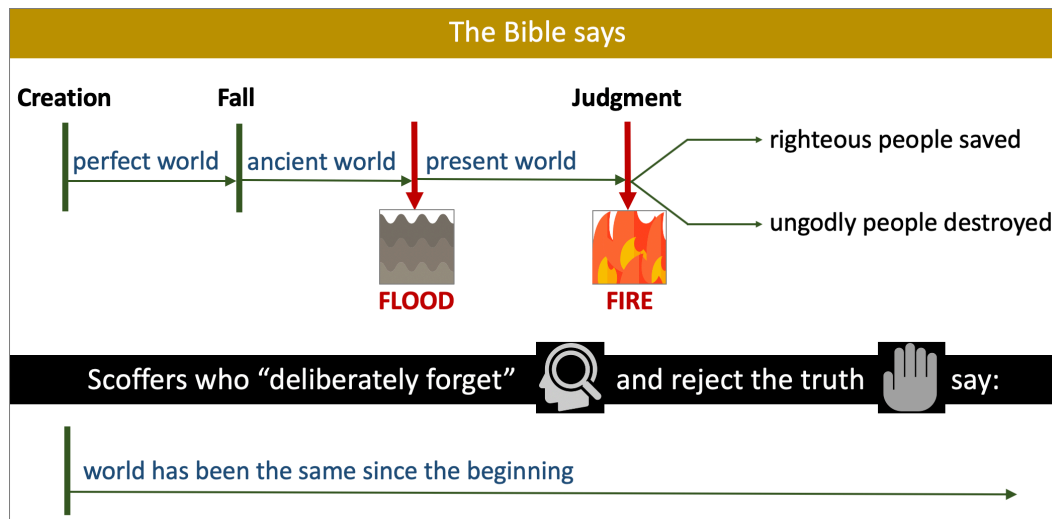 The Bible says
Creation Fall Judgment
righteous people saved
perfect world ancient world present world
ungodly people destroyed
FLOOD FIRE
Scoffers who “deliberately forget” and reject the truth say:
world has been the same since the beginning